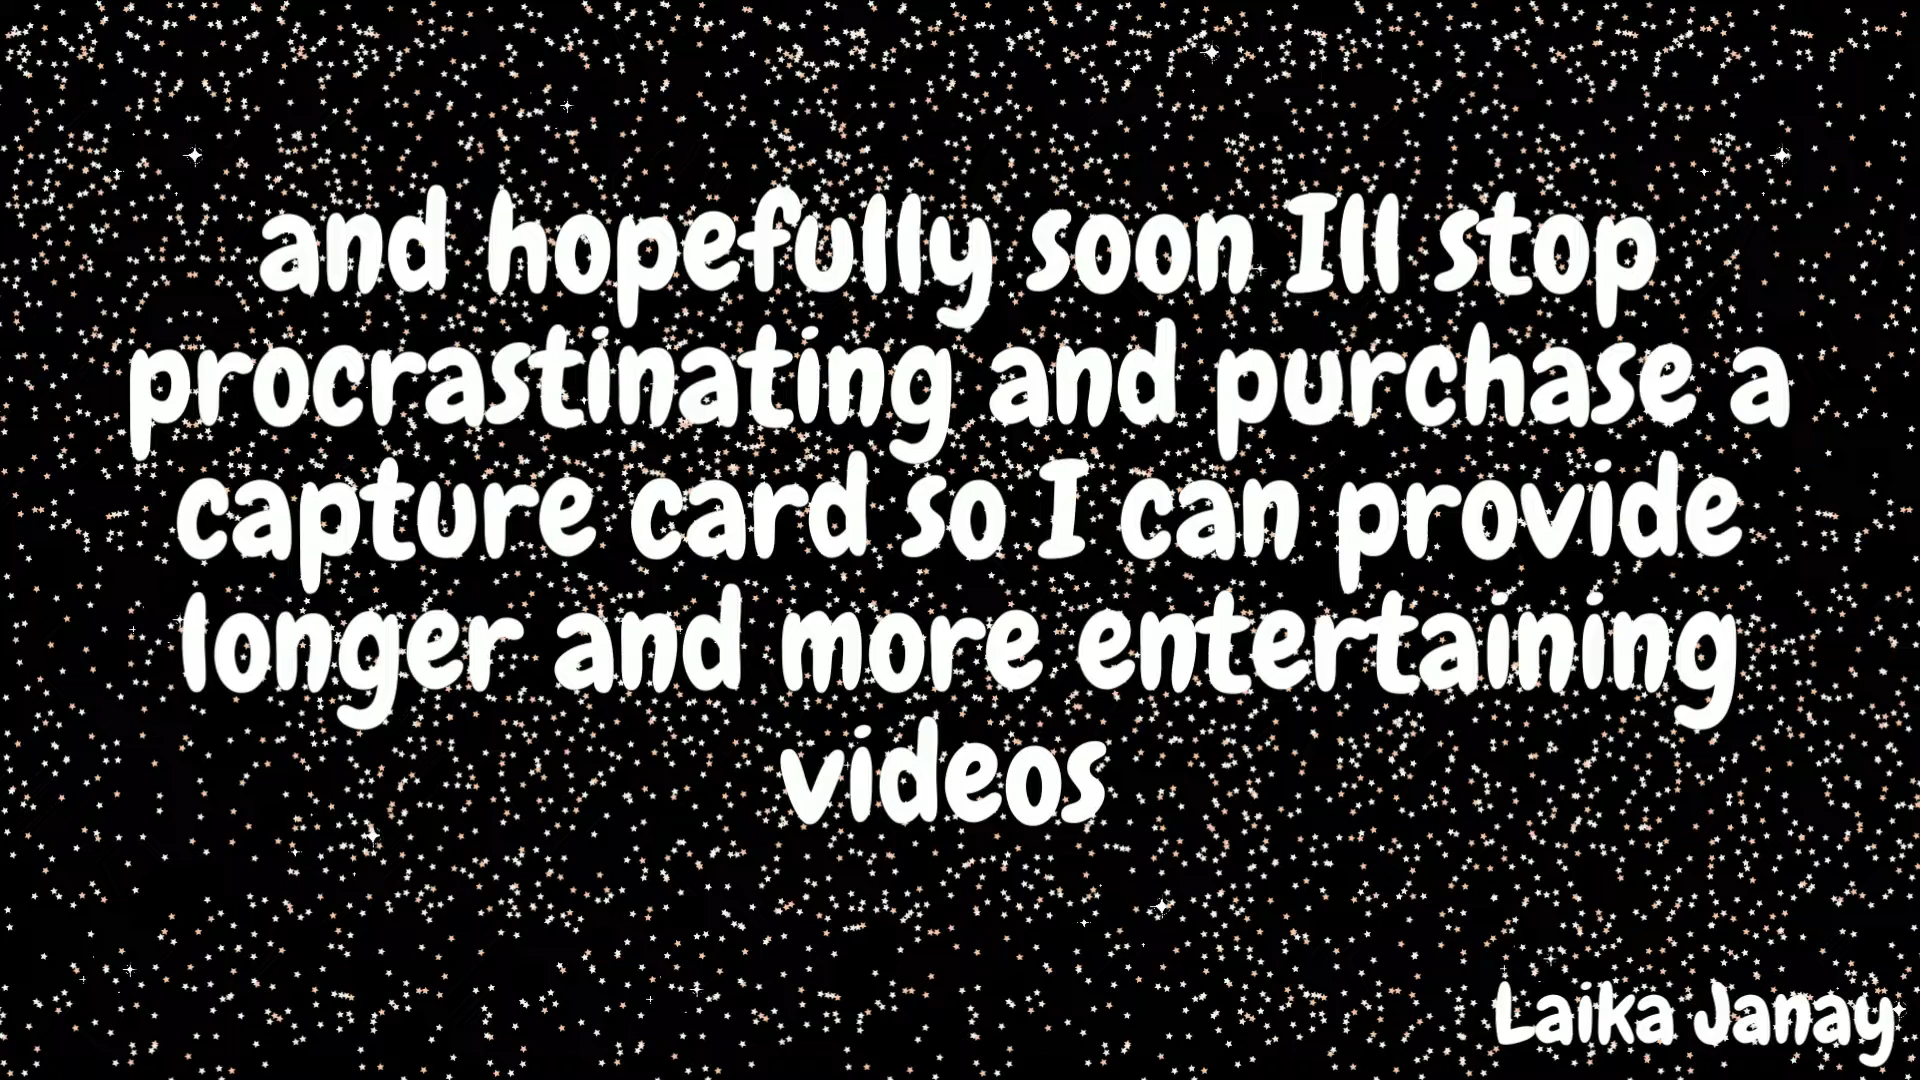 and hopefully soon Ill stop
procrastinating and purchase a
capture card so I can provide
longer and more entertaining
videos
Laika Janay